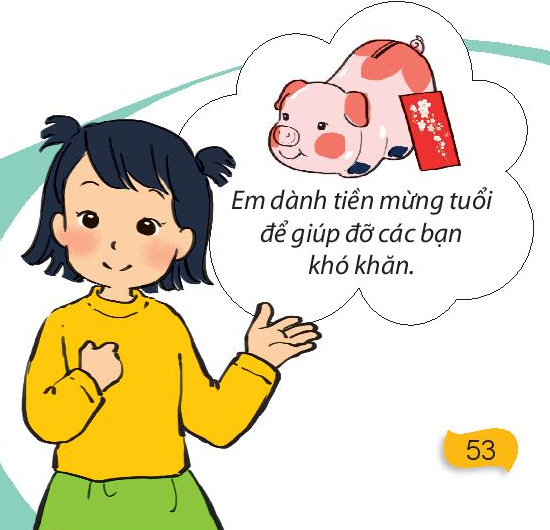 Em dành tiền mừng tuổi
để giúp đỡ các bạn
khó khăn.
53